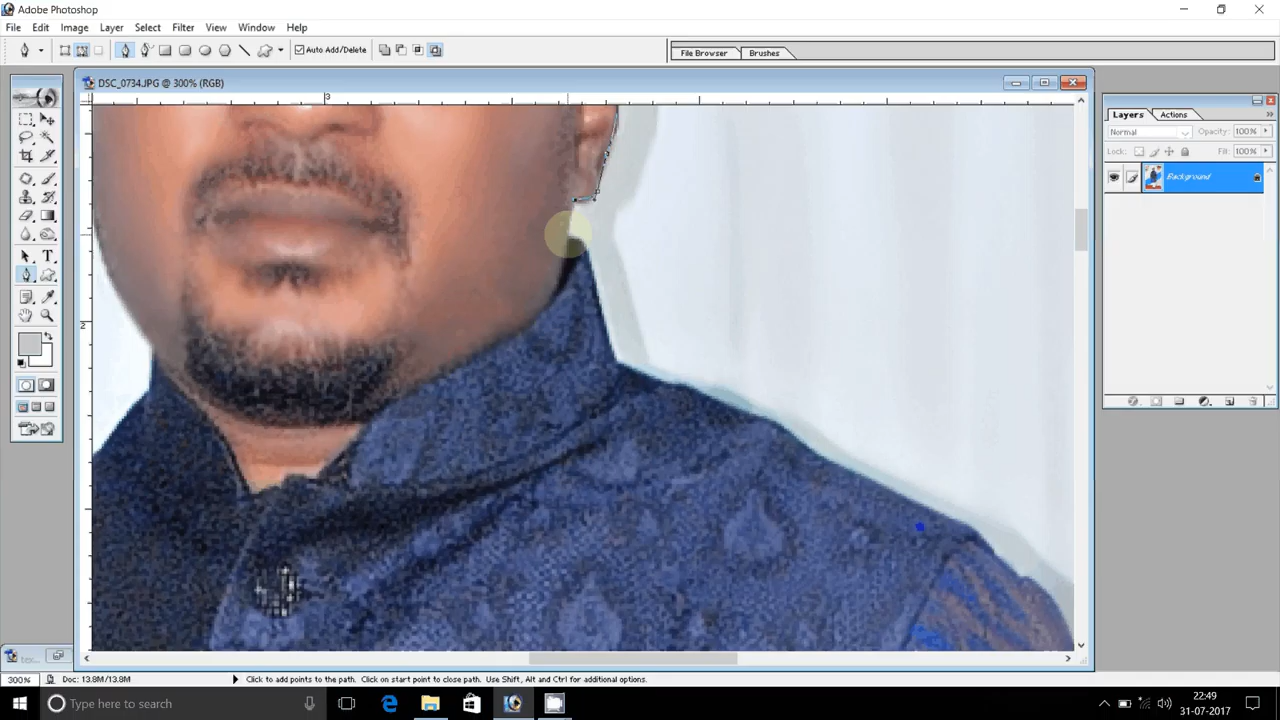 Adobe Photoshop
File Edit Image Layer Select Filter View Window Help
Auto Add/Delete
File Browser
Brushes
DSC_0734.JPG @ 300% (RGB)
3
2
Layers
Actions
Normal
Opacity: 100%
Lock:
Fill: 100%
Background
300%
Doc: 13.8M/13.8M
Click to add points to the path. Click on start point to close path. Use Shift, Alt and Ctrl for additional options.
Type here to search
22:49
31-07-2017